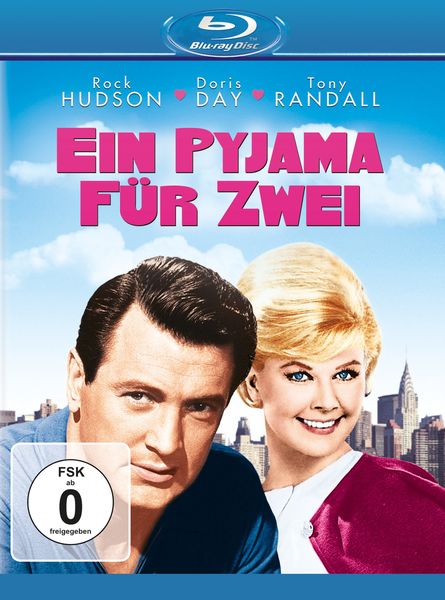 Blu-ray Disc
Rock Doris Tony
HUDSON ♥ DAY ♥ RANDALL
EIN PYJAMA
FÜR ZWEI
FSK
ab
0
freigegeben